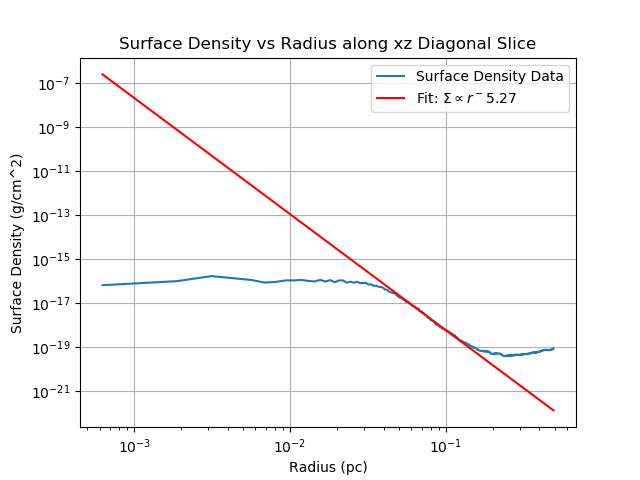 Surface Density vs Radius along xz Diagonal Slice
Surface Density Data
Fit: Σ ∝ r⁻5.27
10⁻⁷
10⁻⁹
10⁻¹¹
10⁻¹³
10⁻¹⁵
10⁻¹⁷
10⁻¹⁹
10⁻²¹
Surface Density (g/cm^2)
10⁻³
10⁻²
10⁻¹
Radius (pc)